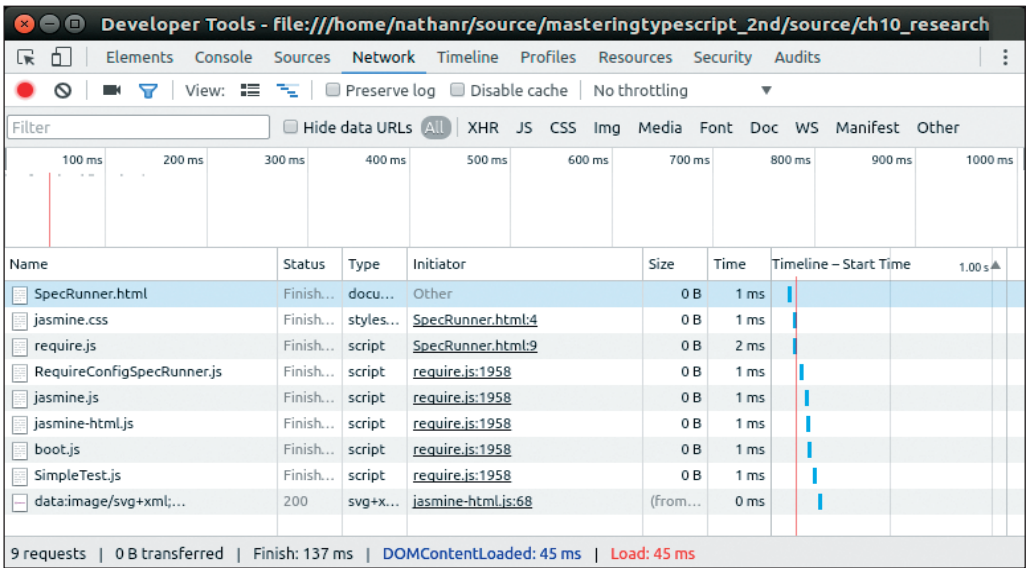 Developer Tools - file:///home/nathanr/source/masteringtypescript_2nd/source/ch10_research
Elements Console Sources Network Timeline Profiles Resources Security Audits
View: Preserve log Disable cache No throttling
Filter Hide data URLs All XHR JS CSS Img Media Font Doc WS Manifest Other
100 ms 200 ms 300 ms 400 ms 500 ms 600 ms 700 ms 800 ms 900 ms 1000 ms
Name Status Type Initiator Size Time Timeline – Start Time 1.00 s
SpecRunner.html Finish... docu... Other 0 B 1 ms
jasmine.css Finish... styles... SpecRunner.html:4 0 B 1 ms
require.js Finish... script SpecRunner.html:9 0 B 2 ms
RequireConfigSpecRunner.js Finish... script require.js:1958 0 B 1 ms
jasmine.js Finish... script require.js:1958 0 B 1 ms
jasmine-html.js Finish... script require.js:1958 0 B 1 ms
boot.js Finish... script require.js:1958 0 B 1 ms
SimpleTest.js Finish... script require.js:1958 0 B 1 ms
data:image/svg+xml;... 200 svg+x... jasmine-html.js:68 (from... 0 ms
9 requests | 0 B transferred | Finish: 137 ms | DOMContentLoaded: 45 ms | Load: 45 ms